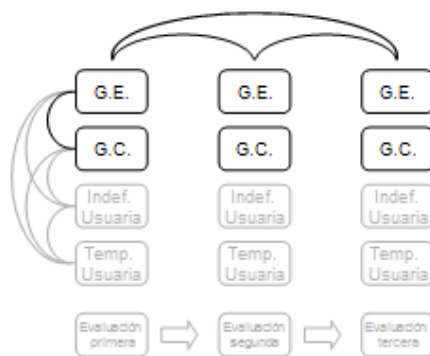 G.E. G.E. G.E.
G.C. G.C. G.C.
Indef. Indef. Indef.
Usuaria Usuaria Usuaria
Temp. Temp. Temp.
Usuaria Usuaria Usuaria
Evaluación Evaluación Evaluación
primera segunda tercera